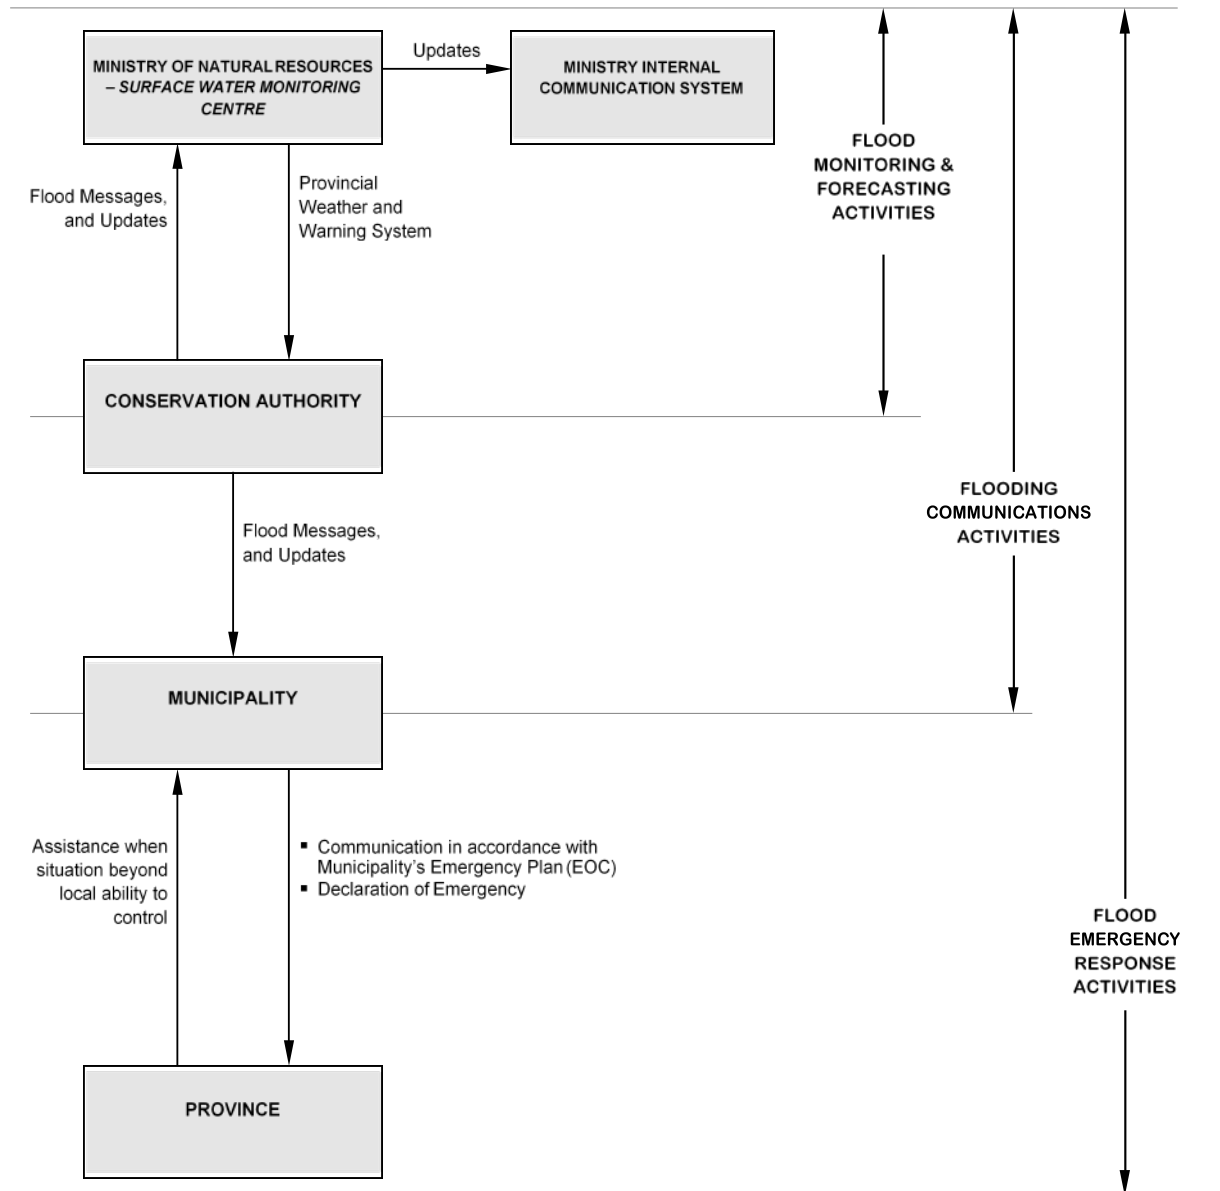 MINISTRY OF NATURAL RESOURCES
– SURFACE WATER MONITORING
CENTRE
Updates
MINISTRY INTERNAL
COMMUNICATION SYSTEM
FLOOD
MONITORING &
FORECASTING
ACTIVITIES
Flood Messages,
and Updates
Provincial
Weather and
Warning System
CONSERVATION AUTHORITY
FLOODING
COMMUNICATIONS
ACTIVITIES
Flood Messages,
and Updates
MUNICIPALITY
Assistance when
situation beyond
local ability to
control
▪ Communication in accordance with
Municipality’s Emergency Plan (EOC)
▪ Declaration of Emergency
FLOOD
EMERGENCY
RESPONSE
ACTIVITIES
PROVINCE